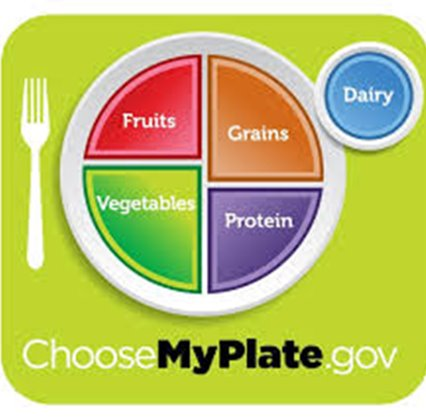 Dairy
Fruits
Grains
Vegetables
Protein
ChooseMyPlate.gov